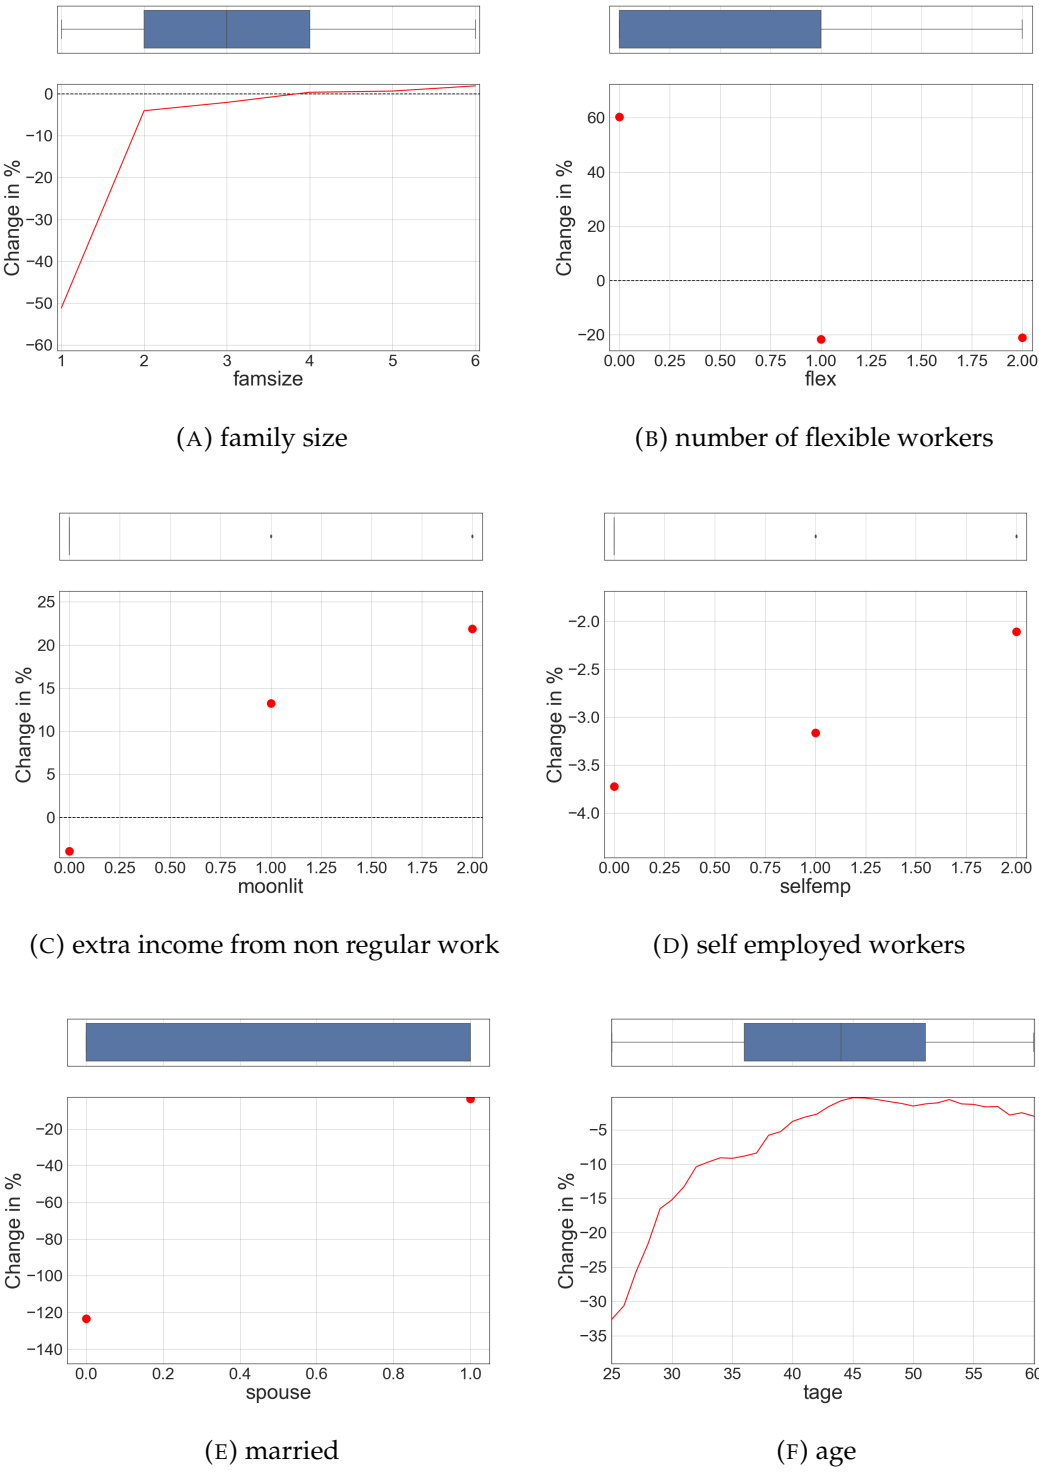 0
−10
−20
−30
−40
−50
−60
Change in %
1 2 3 4 5 6
famsize
(A) family size
60
40
20
0
−20
Change in %
0.00 0.25 0.50 0.75 1.00 1.25 1.50 1.75 2.00
flex
(B) number of flexible workers
25
20
15
10
5
0
Change in %
0.00 0.25 0.50 0.75 1.00 1.25 1.50 1.75 2.00
moonlit
(C) extra income from non regular work
−2.0
−2.5
−3.0
−3.5
−4.0
Change in %
0.00 0.25 0.50 0.75 1.00 1.25 1.50 1.75 2.00
selfemp
(D) self employed workers
−20
−40
−60
−80
−100
−120
−140
Change in %
0.0 0.2 0.4 0.6 0.8 1.0
spouse
(E) married
−5
−10
−15
−20
−25
−30
−35
Change in %
25 30 35 40 45 50 55 60
tage
(F) age